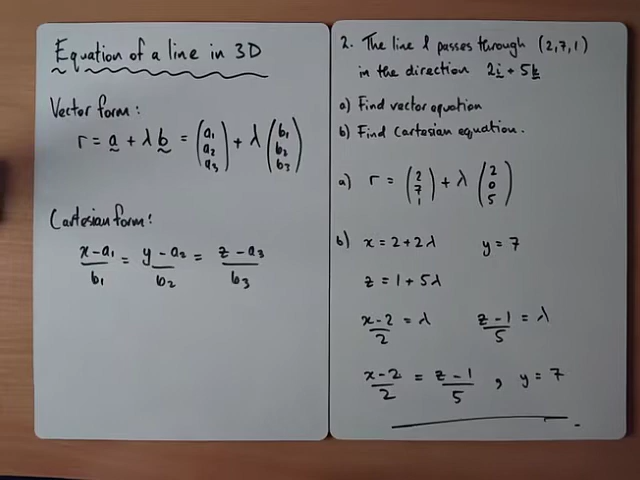 Equation of a line in 3D
Vector form:
r = a + λ b = (a₁ a₂ a₃) + λ (b₁ b₂ b₃)
Cartesian form:
x-a₁/b₁ = y-a₂/b₂ = z-a₃/b₃
2. The line l passes through (2,7,1)
in the direction 2i + 5k
a) Find vector equation
b) Find Cartesian equation.
a) r = (2 7 1) + λ (2 0 5)
b) x = 2+2λ y = 7
z = 1+5λ
x-2/2 = λ z-1/5 = λ
x-2/2 = z-1/5 , y = 7